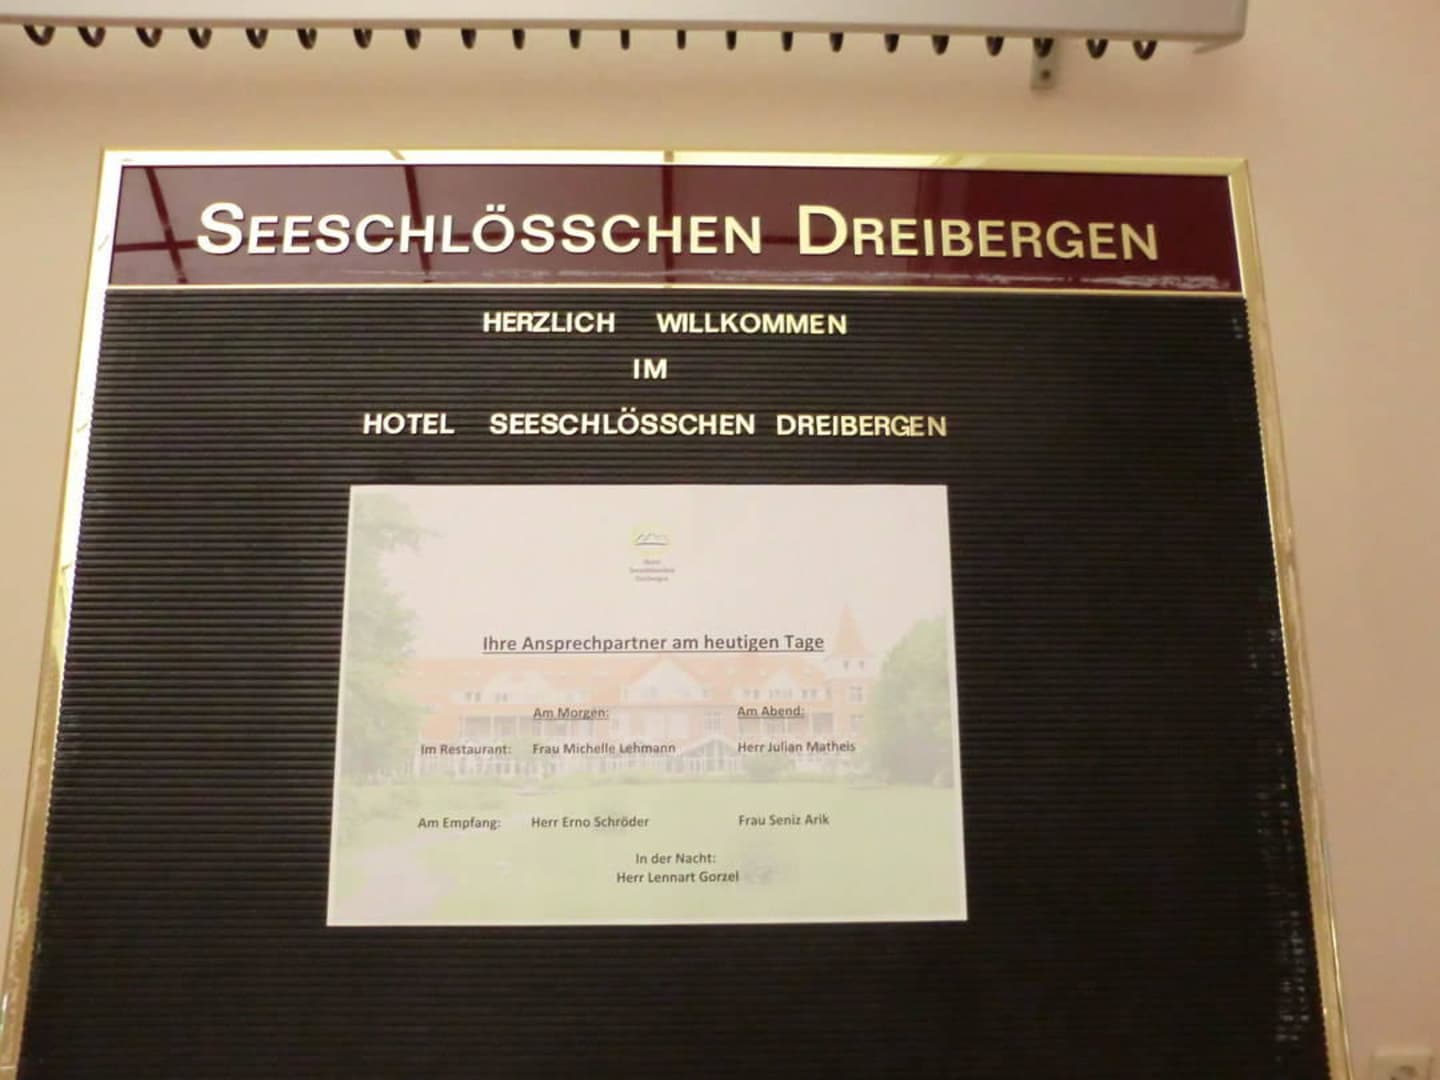 SEESCHLÖSSCHEN DREIBERGEN
HERZLICH WILLKOMMEN
IM
HOTEL SEESCHLÖSSCHEN DREIBERGEN
Ihre Ansprechpartner am heutigen Tage
Am Morgen: Am Abend:
Im Restaurant: Frau Michelle Lehmann Herr Julian Matheis
Am Empfang: Herr Erno Schröder Frau Seniz Arik
In der Nacht:
Herr Lennart Gorzel